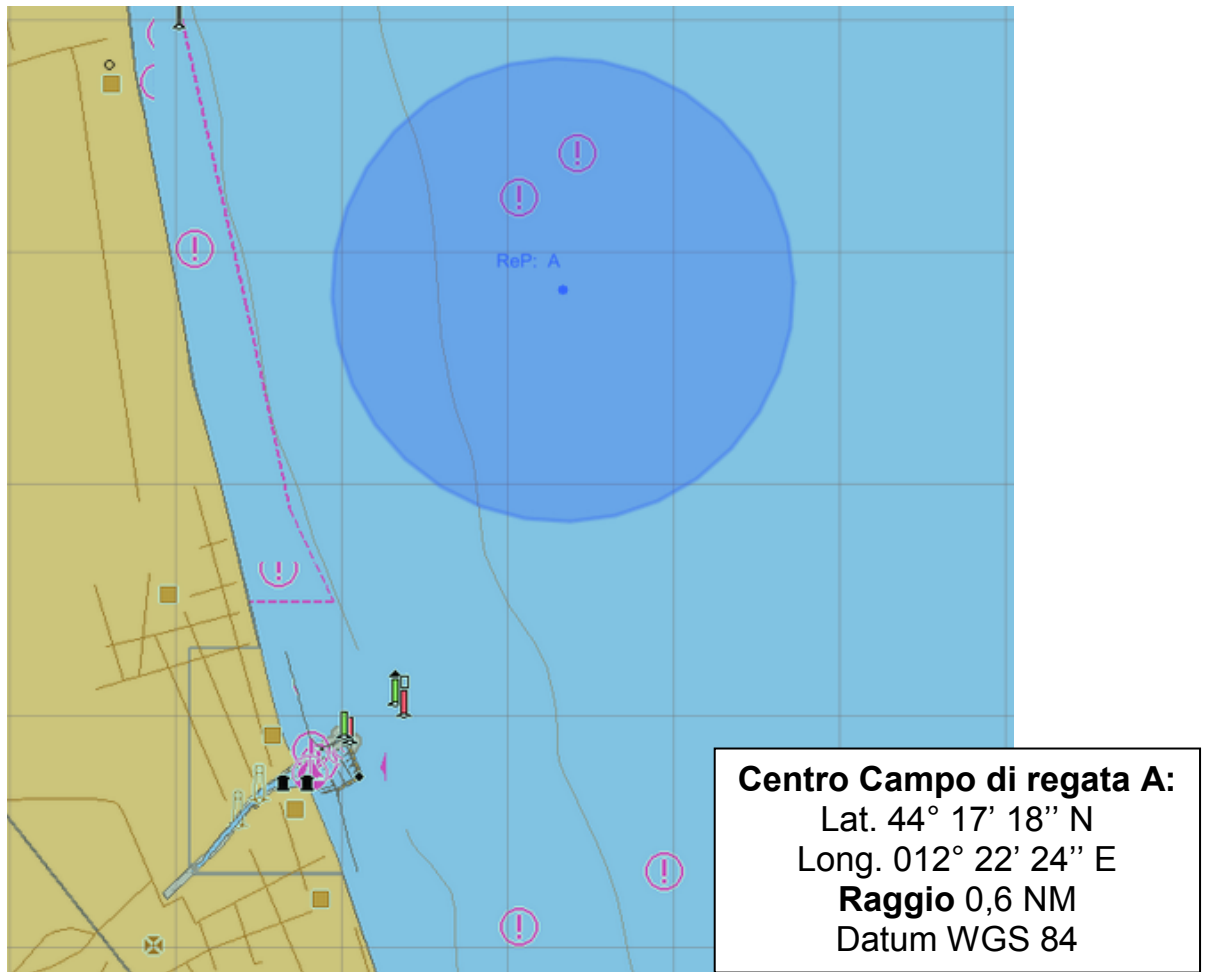 ReP: A
Centro Campo di regata A:
Lat. 44° 17’ 18’’ N
Long. 012° 22’ 24’’ E
Raggio 0,6 NM
Datum WGS 84